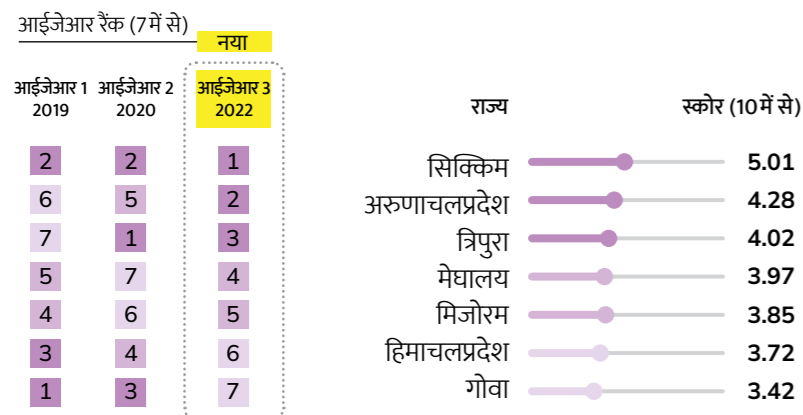 आईजेआर रैंक (7 में से)
नया
आईजेआर 1 आईजेआर 2 आईजेआर 3
2019 2020 2022
राज्य स्कोर (10 में से)
2 2 1 सिक्किम 5.01
6 5 2 अरुणाचलप्रदेश 4.28
7 1 3 त्रिपुरा 4.02
5 7 4 मेघालय 3.97
4 6 5 मिजोरम 3.85
3 4 6 हिमाचलप्रदेश 3.72
1 3 7 गोवा 3.42